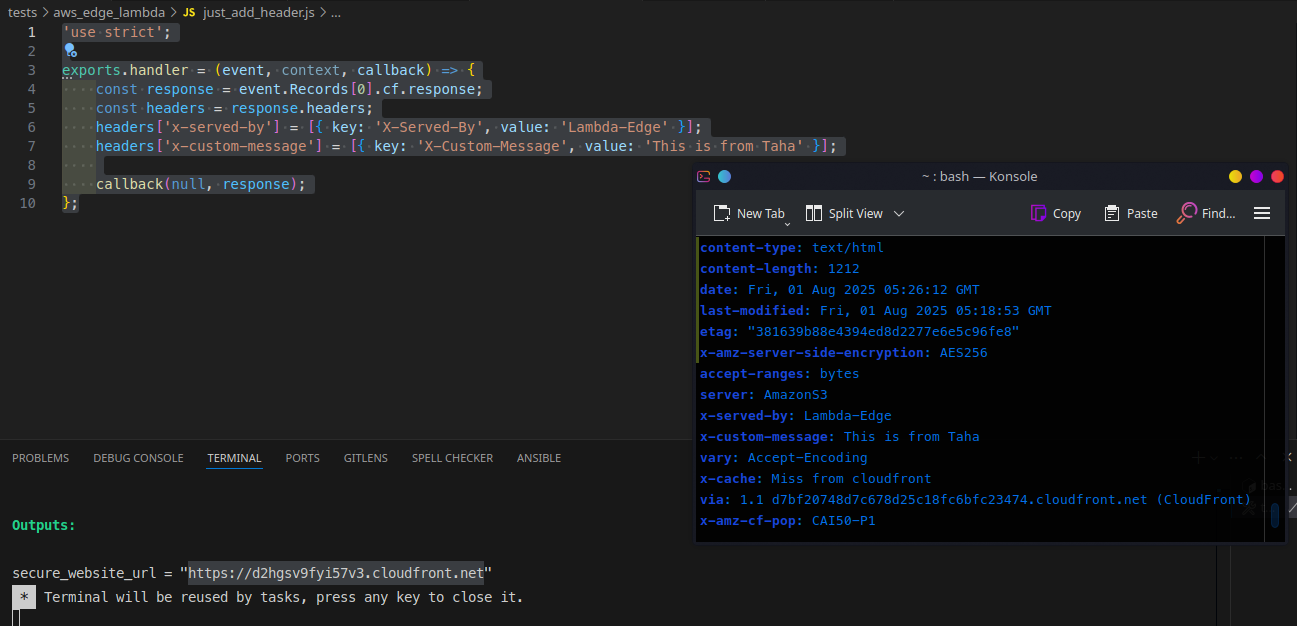 tests > aws_edge_lambda > JS just_add_header.js > ...
1 'use strict';
2
3 exports.handler = (event, context, callback) => {
4 const response = event.Records[0].cf.response;
5 const headers = response.headers;
6 headers['x-served-by'] = [{ key: 'X-Served-By', value: 'Lambda-Edge' }];
7 headers['x-custom-message'] = [{ key: 'X-Custom-Message', value: 'This is from Taha' }];
8
9 callback(null, response);
10 };
~ : bash — Konsole
New Tab Split View Copy Paste Find...
content-type: text/html
content-length: 1212
date: Fri, 01 Aug 2025 05:26:12 GMT
last-modified: Fri, 01 Aug 2025 05:18:53 GMT
etag: "381639b88e4394ed8d2277e6e5c96fe8"
x-amz-server-side-encryption: AES256
accept-ranges: bytes
server: AmazonS3
x-served-by: Lambda-Edge
x-custom-message: This is from Taha
vary: Accept-Encoding
x-cache: Miss from cloudfront
via: 1.1 d7bf20748d7c678d25c18fc6bfc23474.cloudfront.net (CloudFront)
x-amz-cf-pop: CAI50-P1
PROBLEMS DEBUG CONSOLE TERMINAL PORTS GITLENS SPELL CHECKER ANSIBLE
Outputs:
secure_website_url = "https://d2hgsv9fyi57v3.cloudfront.net"
* Terminal will be reused by tasks, press any key to close it.